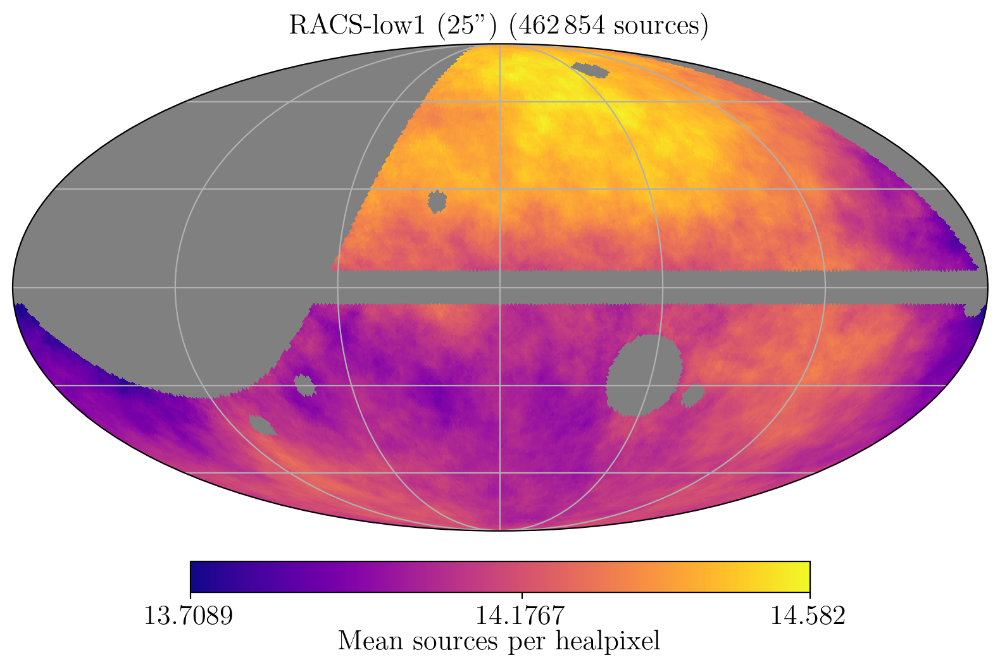 RACS-low1 (25”) (462 854 sources)
13.7089 14.1767 14.582
Mean sources per healpixel